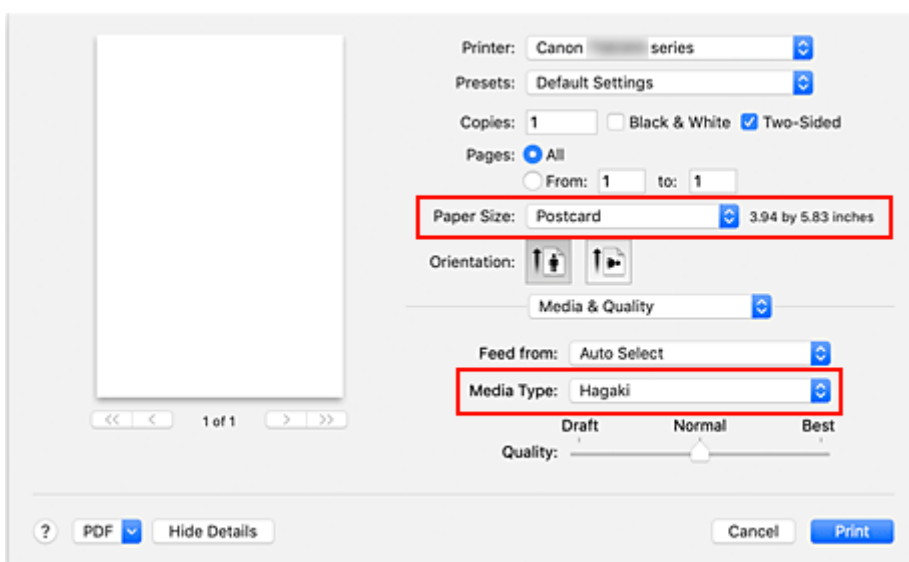 Printer: Canon series
Presets: Default Settings
Copies: 1 Black & White Two-Sided
Pages: All
From: 1 to: 1
Paper Size: Postcard 3.94 by 5.83 inches
Orientation:
Media & Quality
Feed from: Auto Select
Media Type: Hagaki
Draft Normal Best
Quality:
<< < 1 of 1 > >>
? PDF Hide Details Cancel Print